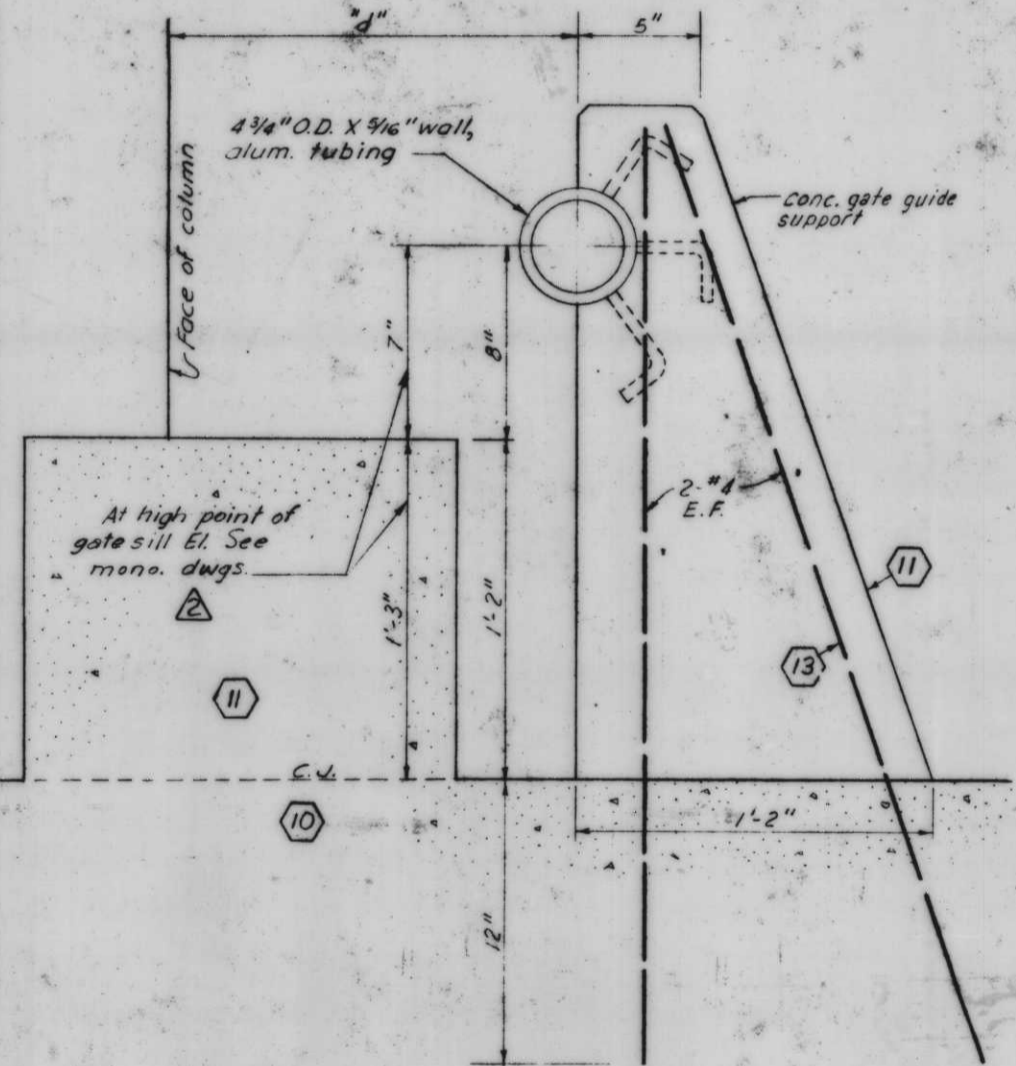 "d"
5"
4 3/4" O.D. X 5/16" wall,
alum. tubing
Face of column
conc. gate guide
support
7"
8"
2-#4
E.F.
At high point of
gate sill El. See
mono. dwgs.
2
1'-3"
1'-2"
11
13
11
C.J.
10
1'-2"
12"